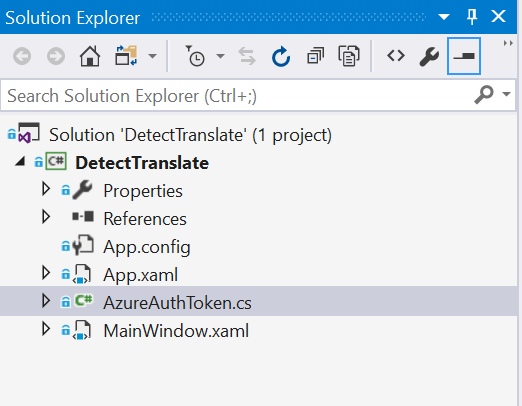 Solution Explorer
Search Solution Explorer (Ctrl+;)
Solution 'DetectTranslate' (1 project)
C# DetectTranslate
Properties
References
App.config
App.xaml
C# AzureAuthToken.cs
MainWindow.xaml